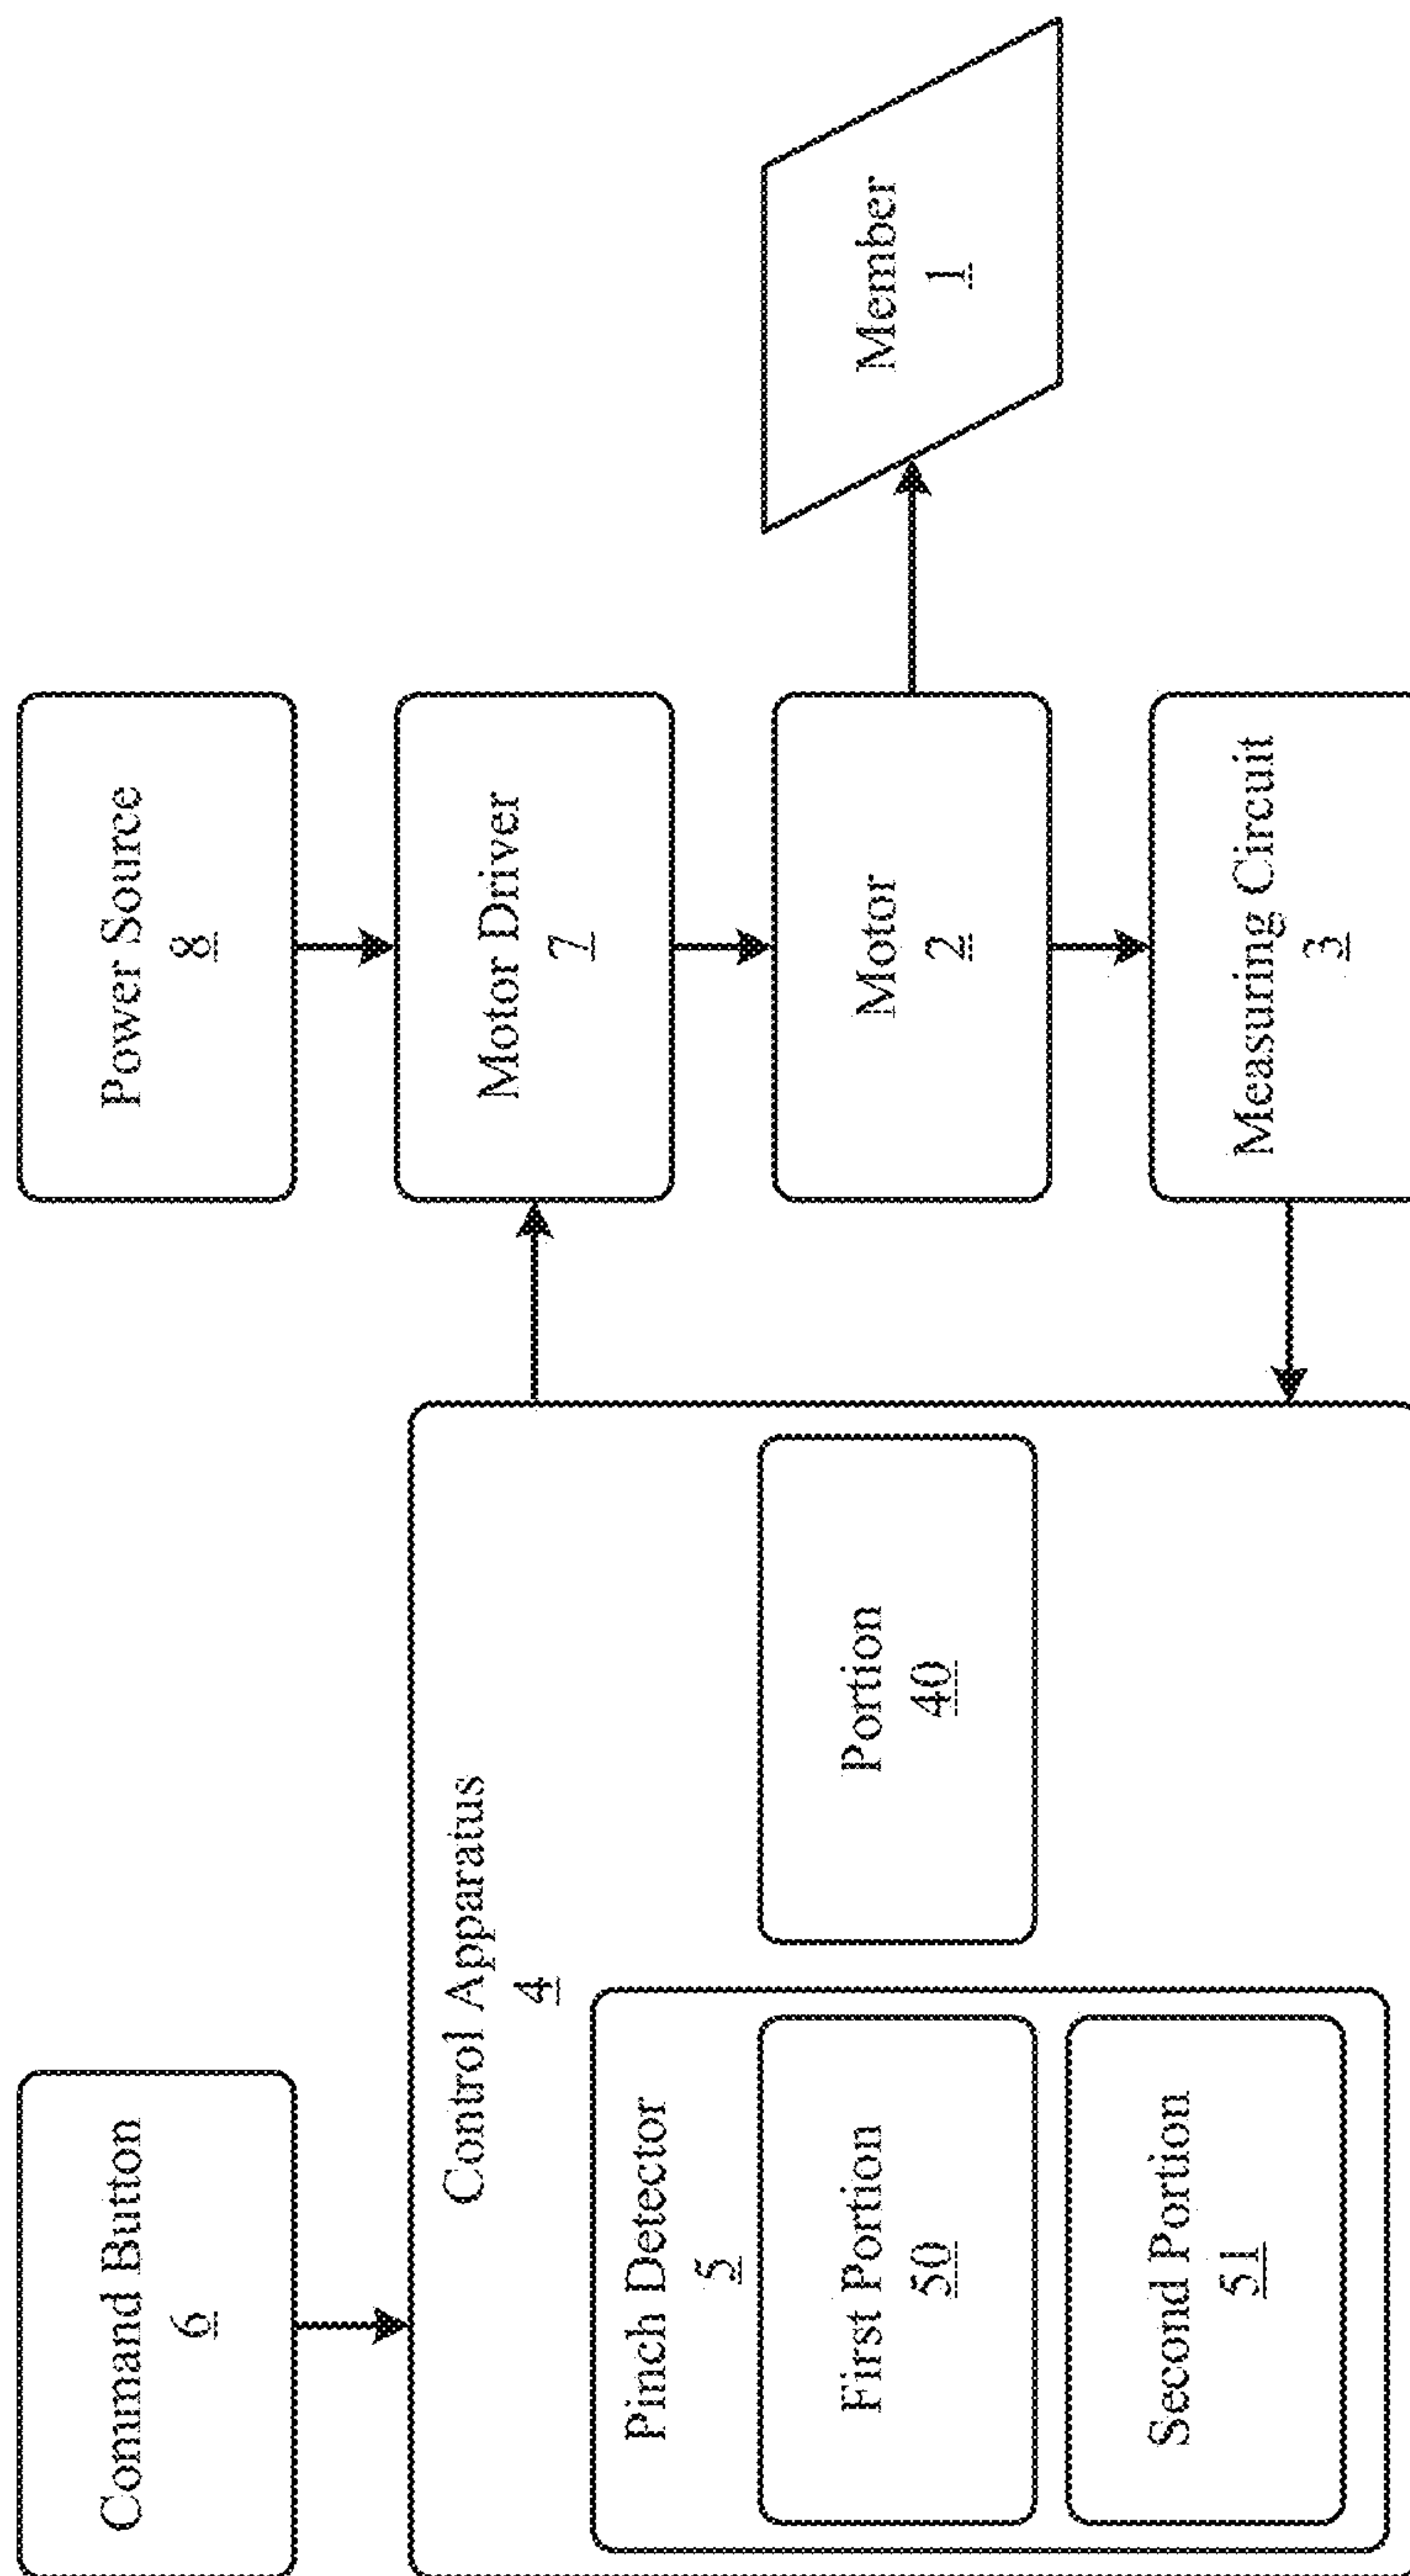 Command Button
6
Power Source
8
Control Apparatus
4
Motor Driver
7
Pinch Detector
5
First Portion
50
Portion
40
Motor
2
Member
1
Second Portion
51
Measuring Circuit
3